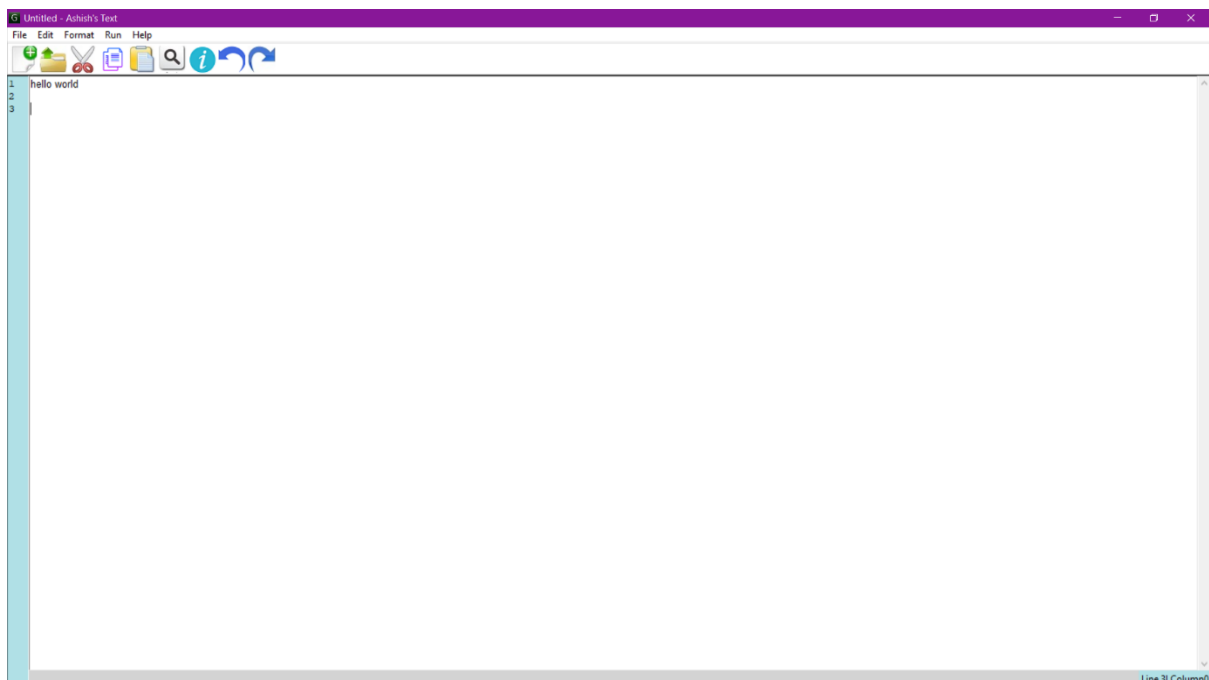 G Untitled - Ashish's Text
File Edit Format Run Help
1 hello world
2
3
Line 3| Column0